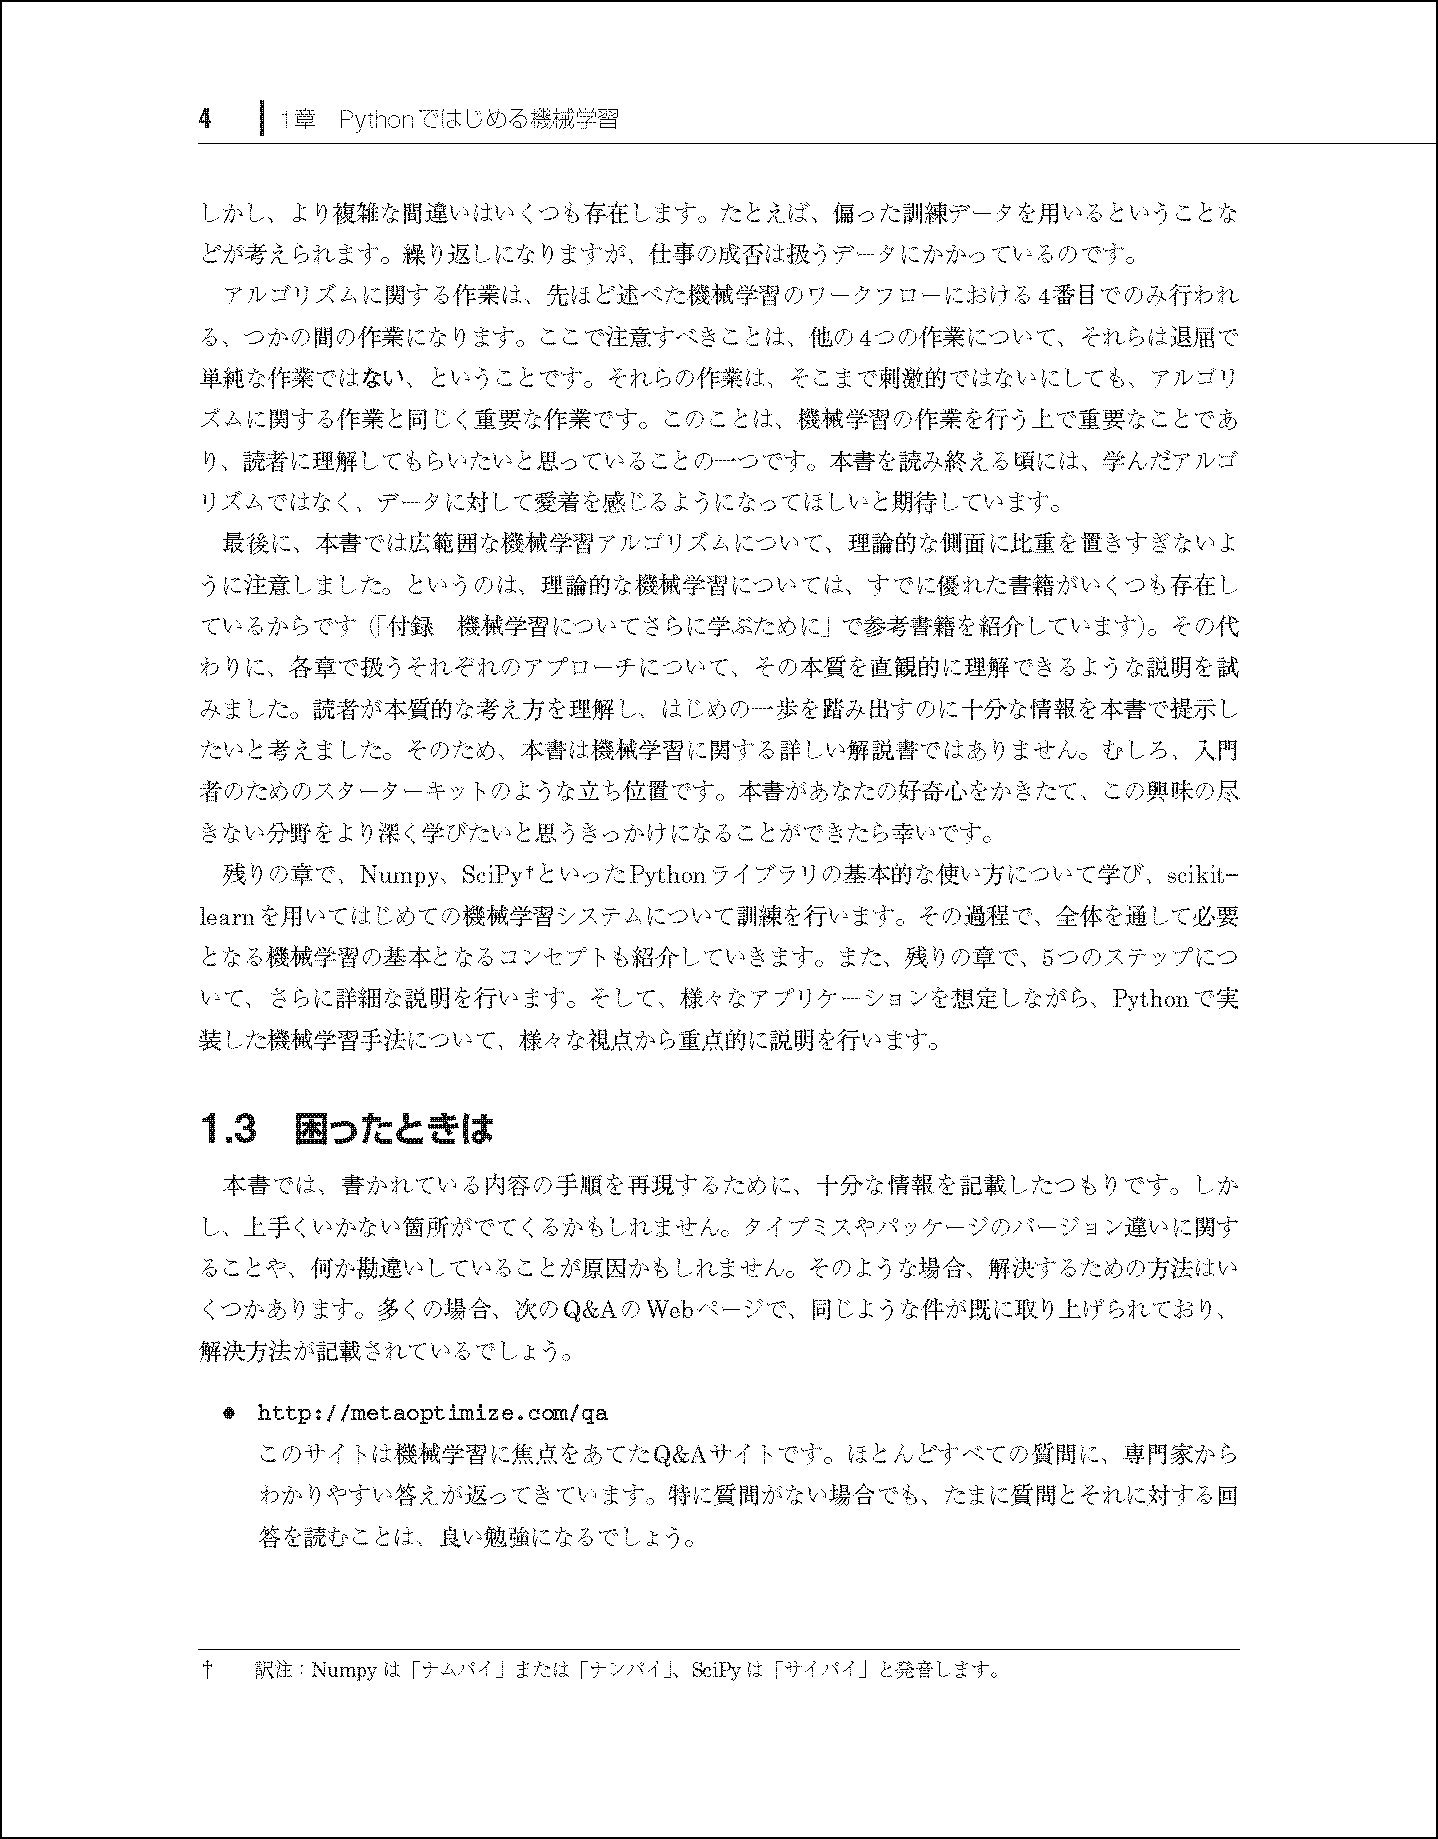 4 1章 Pythonではじめる機械学習
しかし、より複雑な間違いはいくつも存在します。たとえば、偏った訓練データを用いるということな
どが考えられます。繰り返しになりますが、仕事の成否は扱うデータにかかっているのです。
アルゴリズムに関する作業は、先ほど述べた機械学習のワークフローにおける4番目でのみ行われ
る、つかの間の作業になります。ここで注意すべきことは、他の4つの作業について、それらは退屈で
単純な作業ではない、ということです。それらの作業は、そこまで刺激的ではないにしても、アルゴリ
ズムに関する作業と同じく重要な作業です。このことは、機械学習の作業を行う上で重要なことであ
り、読者に理解してもらいたいと思っていることの一つです。本書を読み終える頃には、学んだアルゴ
リズムではなく、データに対して愛着を感じるようになってほしいと期待しています。
最後に、本書では広範囲な機械学習アルゴリズムについて、理論的な側面に比重を置きすぎないよ
うに注意しました。というのは、理論的な機械学習については、すでに優れた書籍がいくつも存在し
ているからです(「付録 機械学習についてさらに学ぶために」で参考書籍を紹介しています)。その代
わりに、各章で扱うそれぞれのアプローチについて、その本質を直観的に理解できるような説明を試
みました。読者が本質的な考え方を理解し、はじめの一歩を踏み出すのに十分な情報を本書で提示し
たいと考えました。そのため、本書は機械学習に関する詳しい解説書ではありません。むしろ、入門
者のためのスターターキットのような立ち位置です。本書があなたの好奇心をかきたて、この興味の尽
きない分野をより深く学びたいと思うきっかけになることができたら幸いです。
残りの章で、Numpy、SciPy†といったPythonライブラリの基本的な使い方について学び、scikit-
learnを用いてはじめての機械学習システムについて訓練を行います。その過程で、全体を通して必要
となる機械学習の基本となるコンセプトも紹介していきます。また、残りの章で、5つのステップにつ
いて、さらに詳細な説明を行います。そして、様々なアプリケーションを想定しながら、Pythonで実
装した機械学習手法について、様々な視点から重点的に説明を行います。
1.3 困ったときは
本書では、書かれている内容の手順を再現するために、十分な情報を記載したつもりです。しか
し、上手くいかない箇所がでてくるかもしれません。タイプミスやパッケージのバージョン違いに関す
ることや、何か勘違いしていることが原因かもしれません。そのような場合、解決するための方法はい
くつかあります。多くの場合、次のQ&AのWebページで、同じような件が既に取り上げられており、
解決方法が記載されているでしょう。
● http://metaoptimize.com/qa
このサイトは機械学習に焦点をあてたQ&Aサイトです。ほとんどすべての質問に、専門家から
わかりやすい答えが返ってきています。特に質問がない場合でも、たまに質問とそれに対する回
答を読むことは、良い勉強になるでしょう。
† 訳注：Numpyは「ナムパイ」または「ナンパイ」、SciPyは「サイパイ」と発音します。